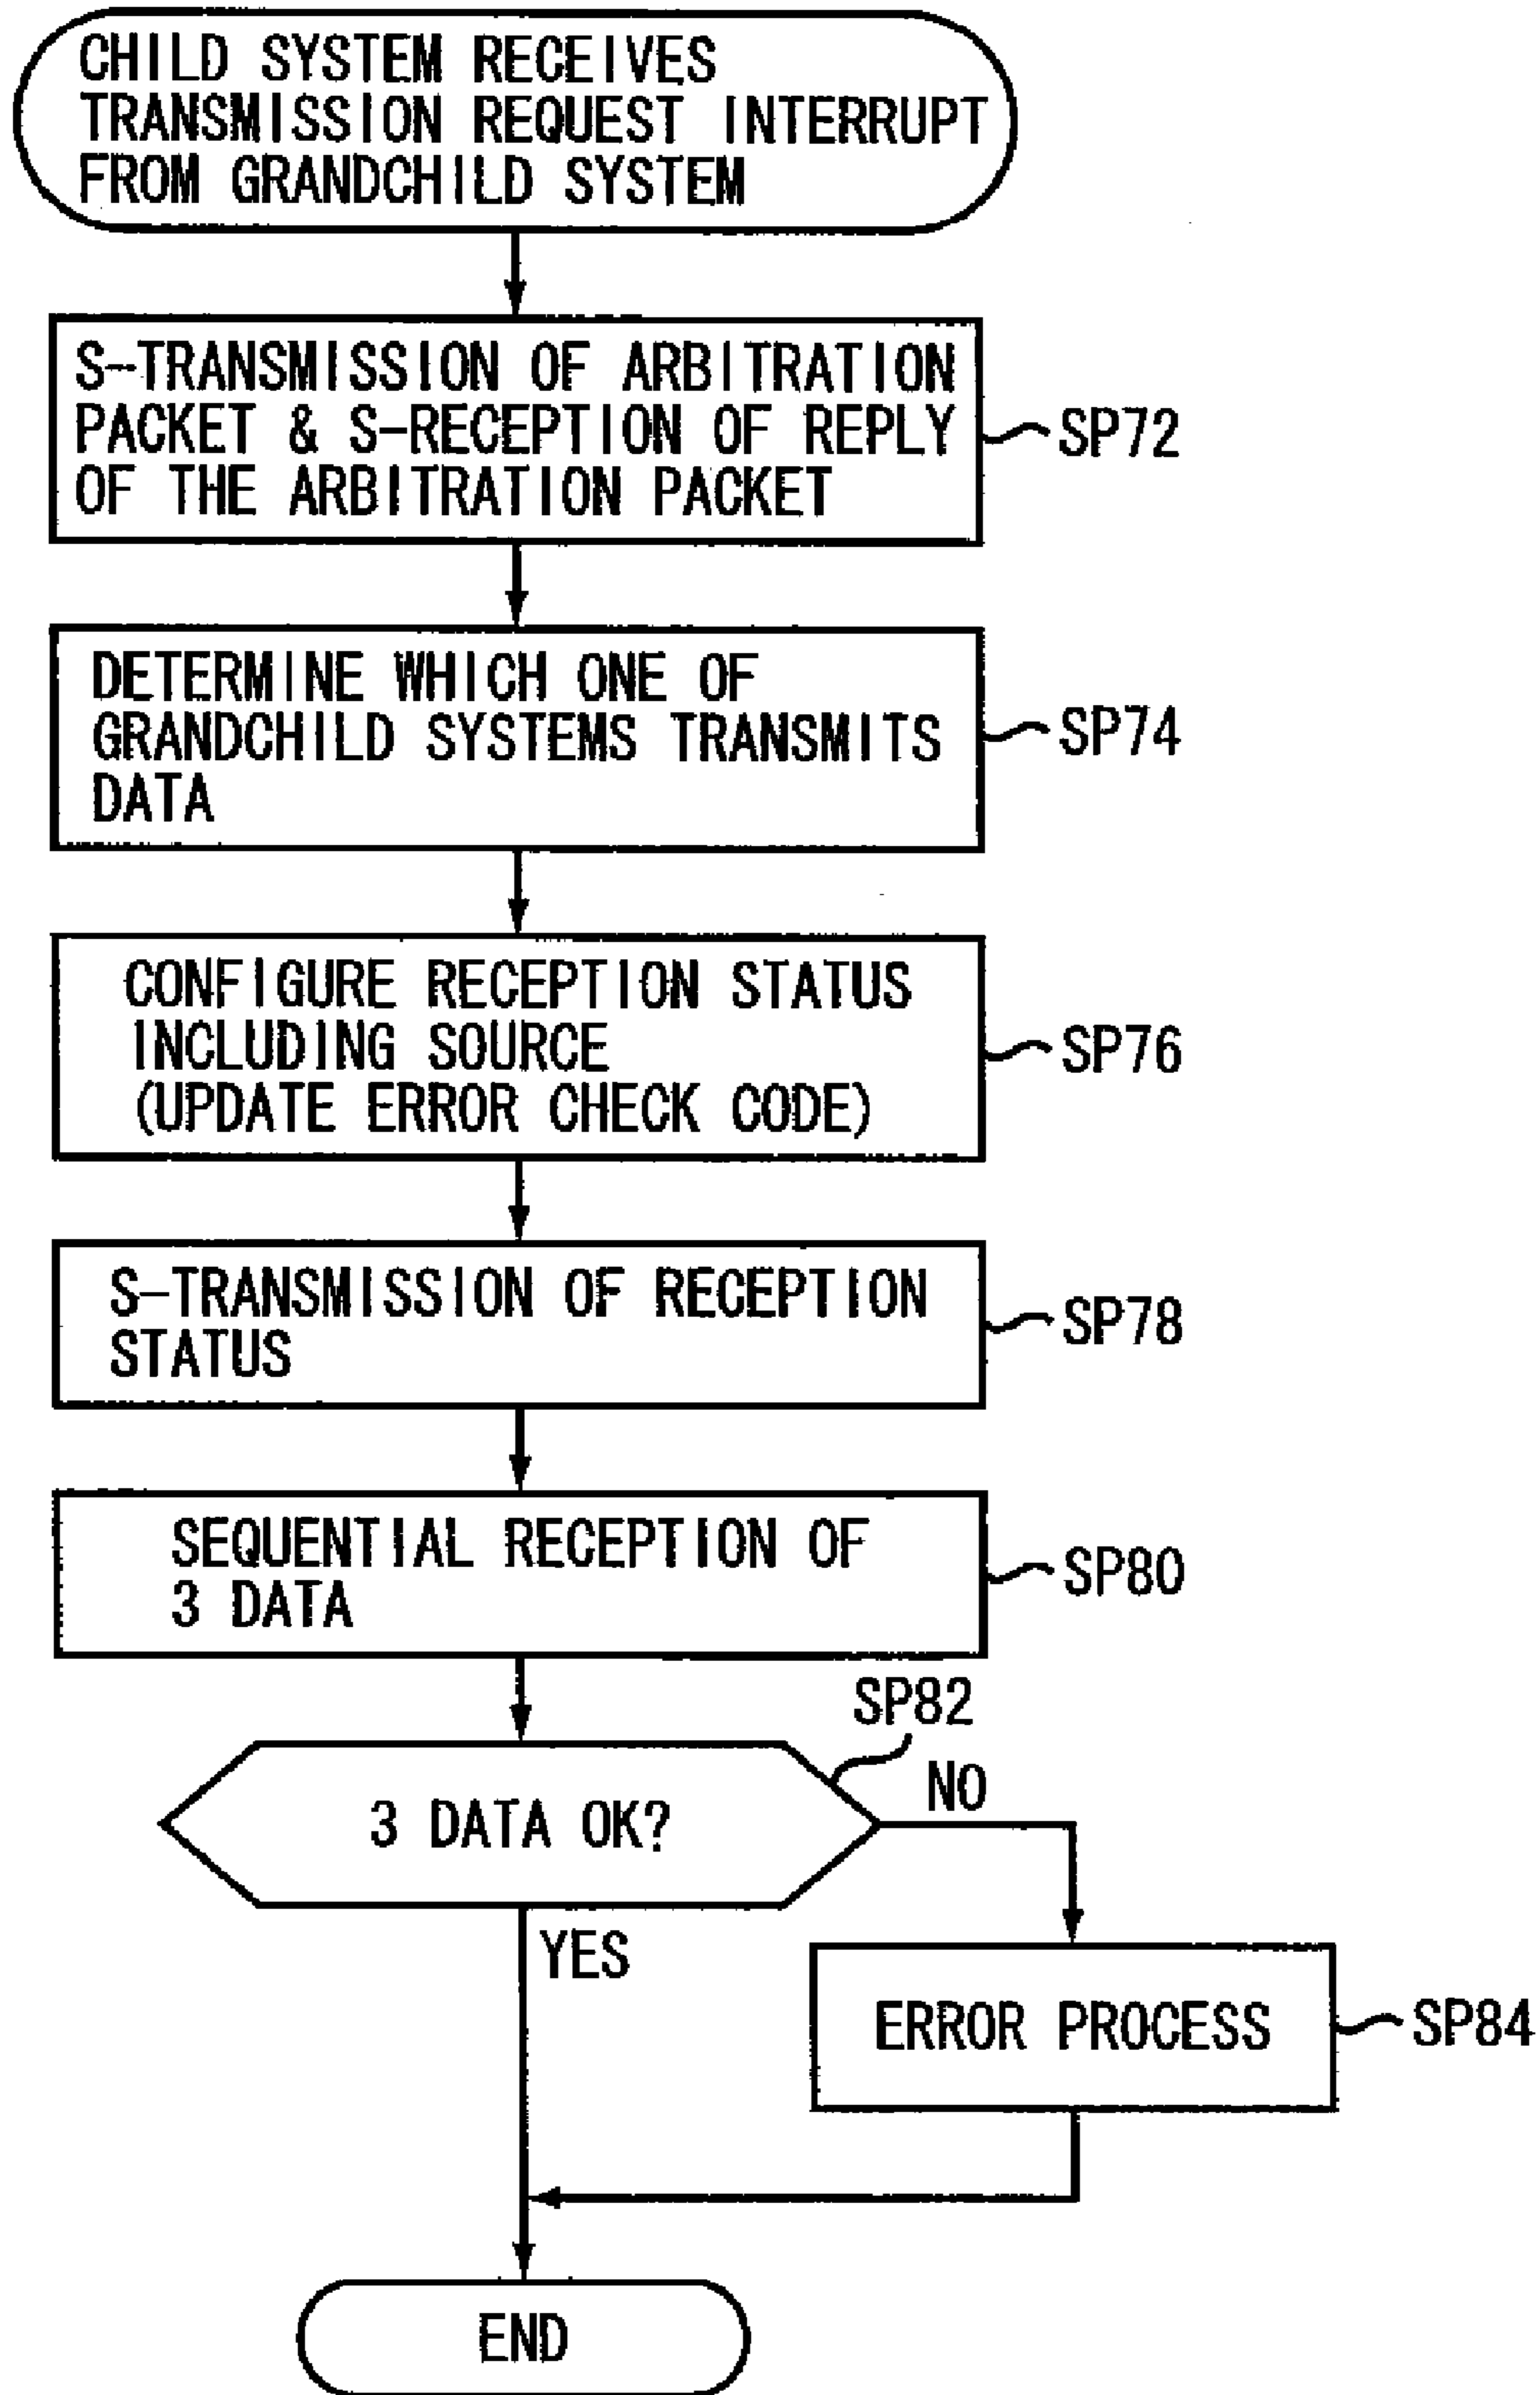 CHILD SYSTEM RECEIVES
TRANSMISSION REQUEST INTERRUPT
FROM GRANDCHILD SYSTEM
S-TRANSMISSION OF ARBITRATION
PACKET & S-RECEPTION OF REPLY
OF THE ARBITRATION PACKET
SP72
DETERMINE WHICH ONE OF
GRANDCHILD SYSTEMS TRANSMITS
DATA
SP74
CONFIGURE RECEPTION STATUS
INCLUDING SOURCE
(UPDATE ERROR CHECK CODE)
SP76
S-TRANSMISSION OF RECEPTION
STATUS
SP78
SEQUENTIAL RECEPTION OF
3 DATA
SP80
SP82
3 DATA OK?
NO
YES
ERROR PROCESS
SP84
END